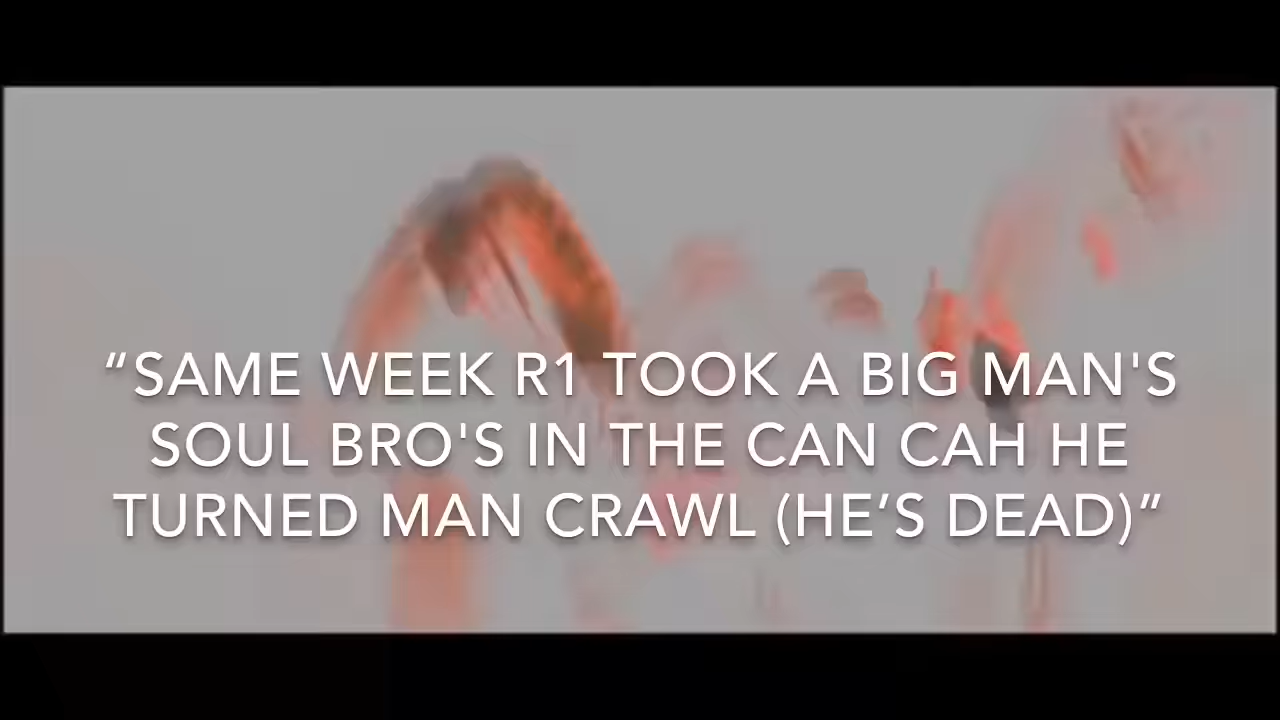 “SAME WEEK R1 TOOK A BIG MAN'S
SOUL BRO'S IN THE CAN CAH HE
TURNED MAN CRAWL (HE’S DEAD)”